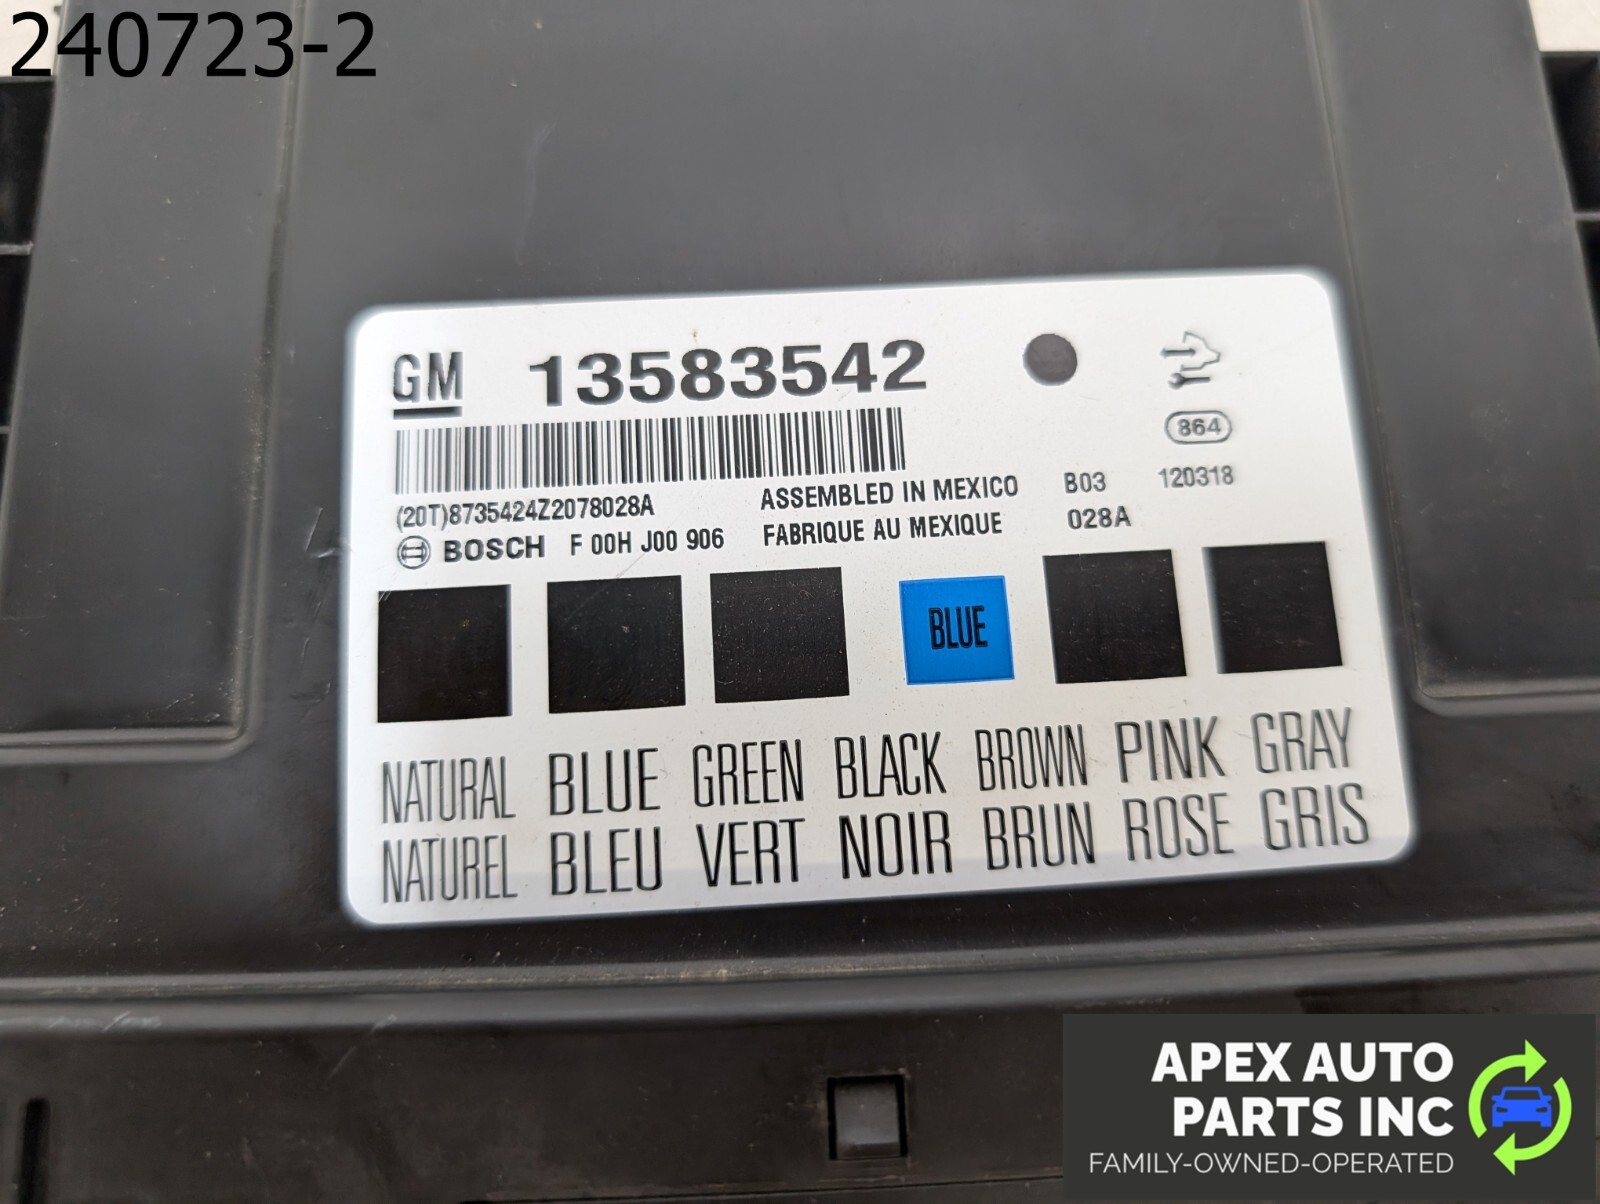 240723-2
GM 13583542
864
(20T)8735424Z2078028A ASSEMBLED IN MEXICO B03 120318
BOSCH F 00H J00 906 FABRIQUE AU MEXIQUE 028A
BLUE
NATURAL BLUE GREEN BLACK BROWN PINK GRAY
NATUREL BLEU VERT NOIR BRUN ROSE GRIS
APEX AUTO
PARTS INC
FAMILY-OWNED-OPERATED